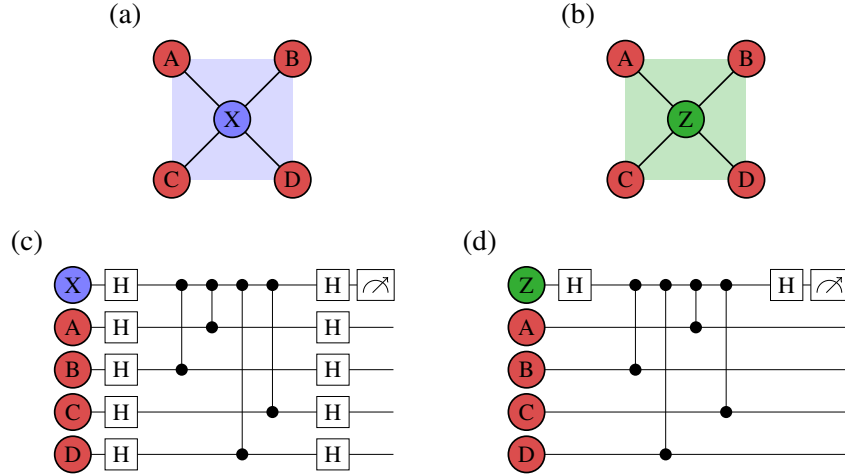 (a) (b)
A B A B
X Z
C D C D
(c) (d)
X H H Z H H
A H H A
B H H B
C H H C
D H H D